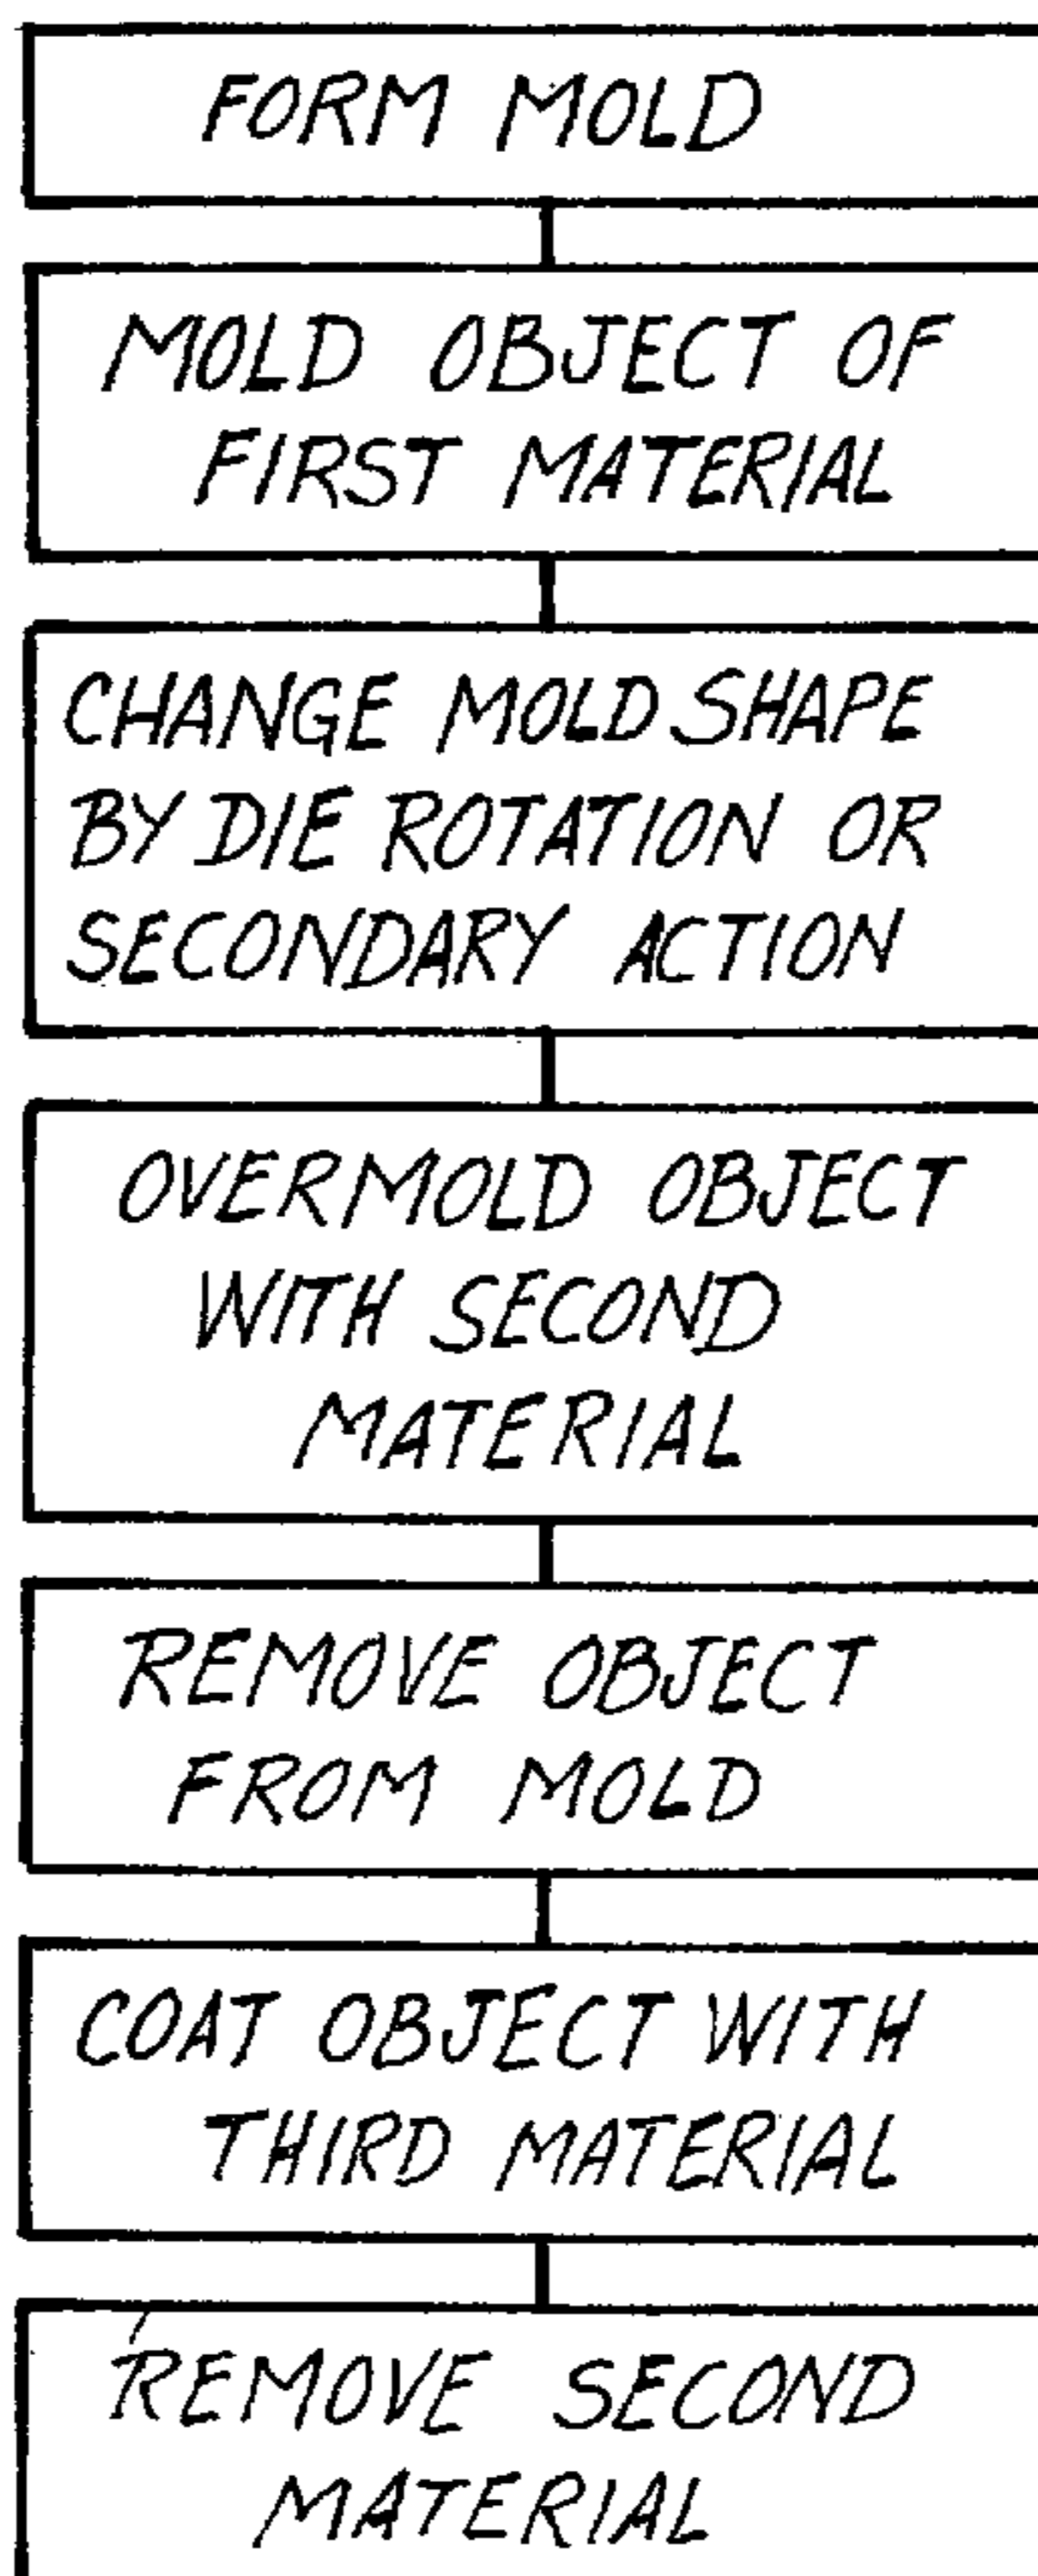 FORM MOLD
MOLD OBJECT OF
FIRST MATERIAL
CHANGE MOLD SHAPE
BY DIE ROTATION OR
SECONDARY ACTION
OVERMOLD OBJECT
WITH SECOND
MATERIAL
REMOVE OBJECT
FROM MOLD
COAT OBJECT WITH
THIRD MATERIAL
REMOVE SECOND
MATERIAL